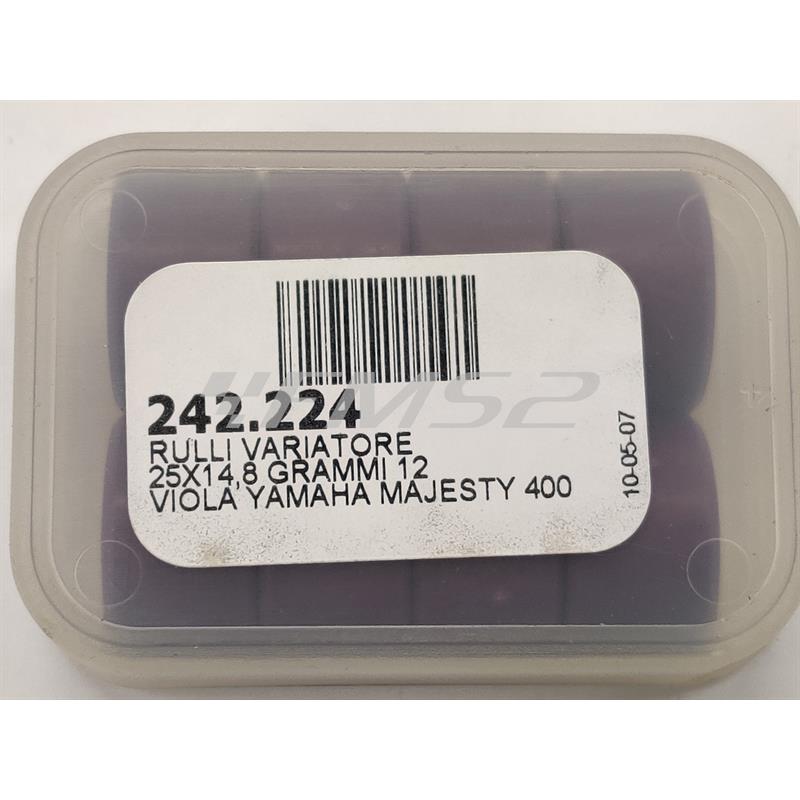 242.224
RULLI VARIATORE
25X14,8 GRAMMI 12
VIOLA YAMAHA MAJESTY 400
10-05-07